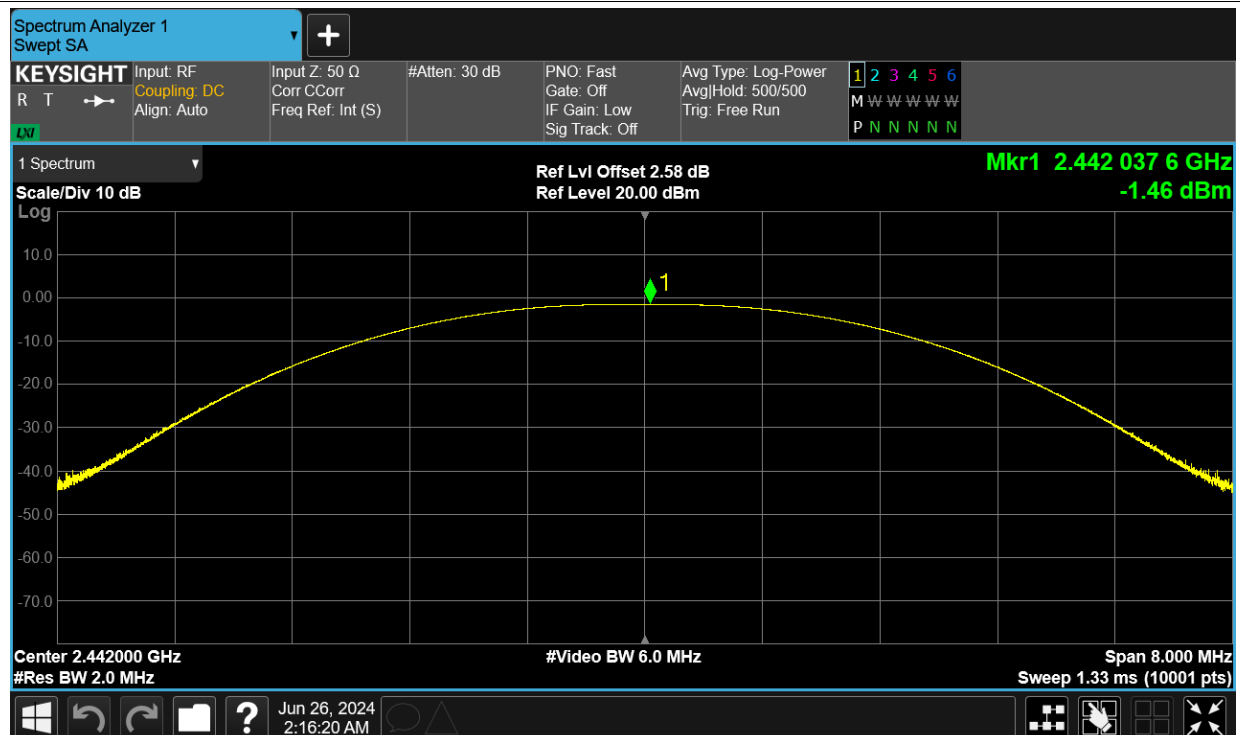 Spectrum Analyzer 1
Swept SA
+
KEYSIGHT
R T
LXI
Input: RF
Coupling: DC
Align: Auto
Input Z: 50 Ω
Corr CCorr
Freq Ref: Int (S)
#Atten: 30 dB
PNO: Fast
Gate: Off
IF Gain: Low
Sig Track: Off
Avg Type: Log-Power
Avg|Hold: 500/500
Trig: Free Run
1 2 3 4 5 6
M W W W W W
P N N N N N
1 Spectrum
Scale/Div 10 dB
Ref Lvl Offset 2.58 dB
Ref Level 20.00 dBm
Mkr1 2.442 037 6 GHz
-1.46 dBm
Log
10.0
0.00
-10.0
-20.0
-30.0
-40.0
-50.0
-60.0
-70.0
1
Center 2.442000 GHz
#Video BW 6.0 MHz
Span 8.000 MHz
#Res BW 2.0 MHz
Sweep 1.33 ms (10001 pts)
?
Jun 26, 2024
2:16:20 AM